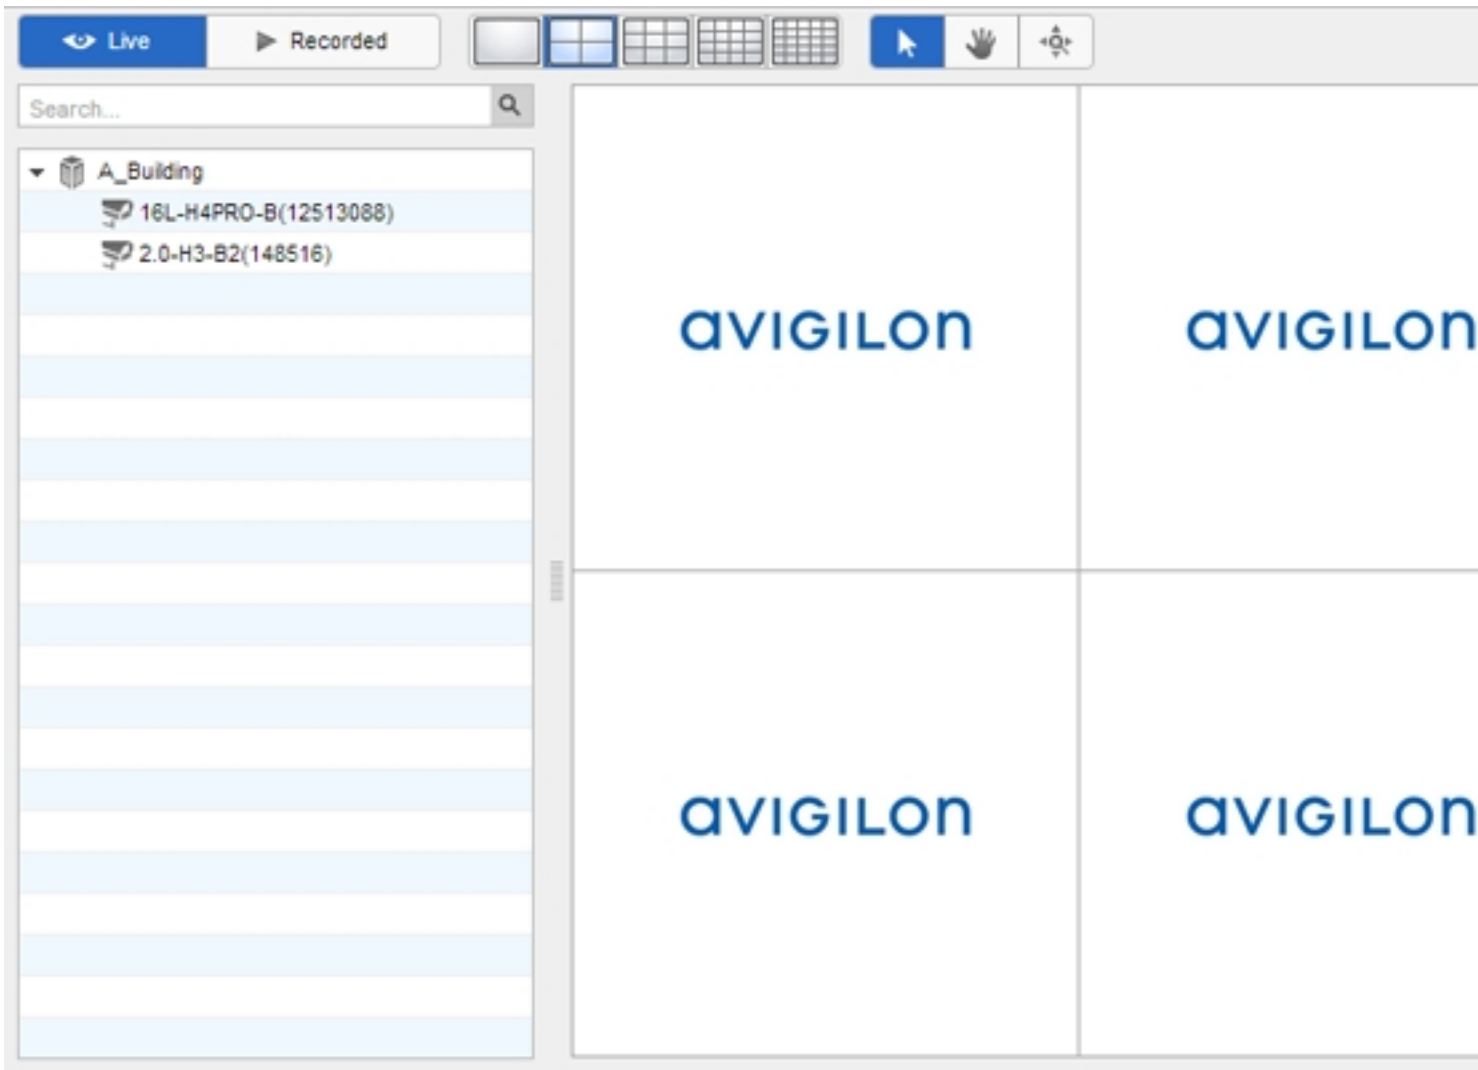 Live
Recorded
Search...
A_Building
16L-H4PRO-B(12513088)
2.0-H3-B2(148516)
avigilon
avigilon
avigilon
avigilon